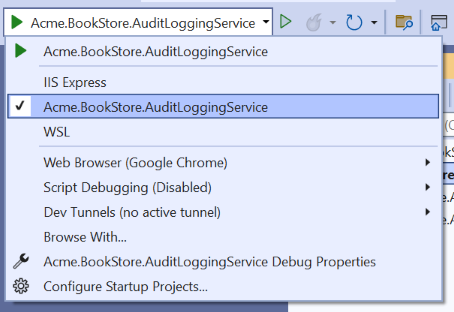 Acme.BookStore.AuditLoggingService
Acme.BookStore.AuditLoggingService
IIS Express
Acme.BookStore.AuditLoggingService
WSL
Web Browser (Google Chrome)
Script Debugging (Disabled)
Dev Tunnels (no active tunnel)
Browse With...
Acme.BookStore.AuditLoggingService Debug Properties
Configure Startup Projects...